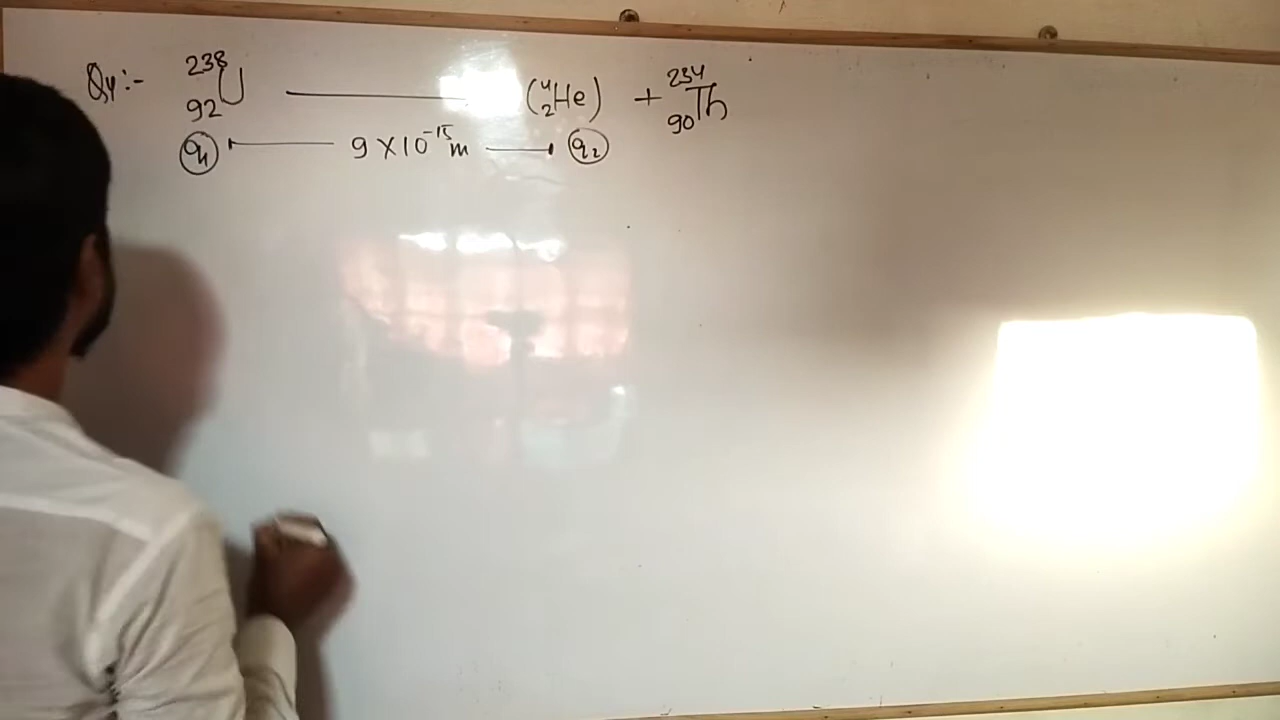 Q4:- ²³⁸₉₂U —— (⁴₂He) + ²³⁴₉₀Th
q₁ —— 9 × 10⁻¹⁵ m —— q₂